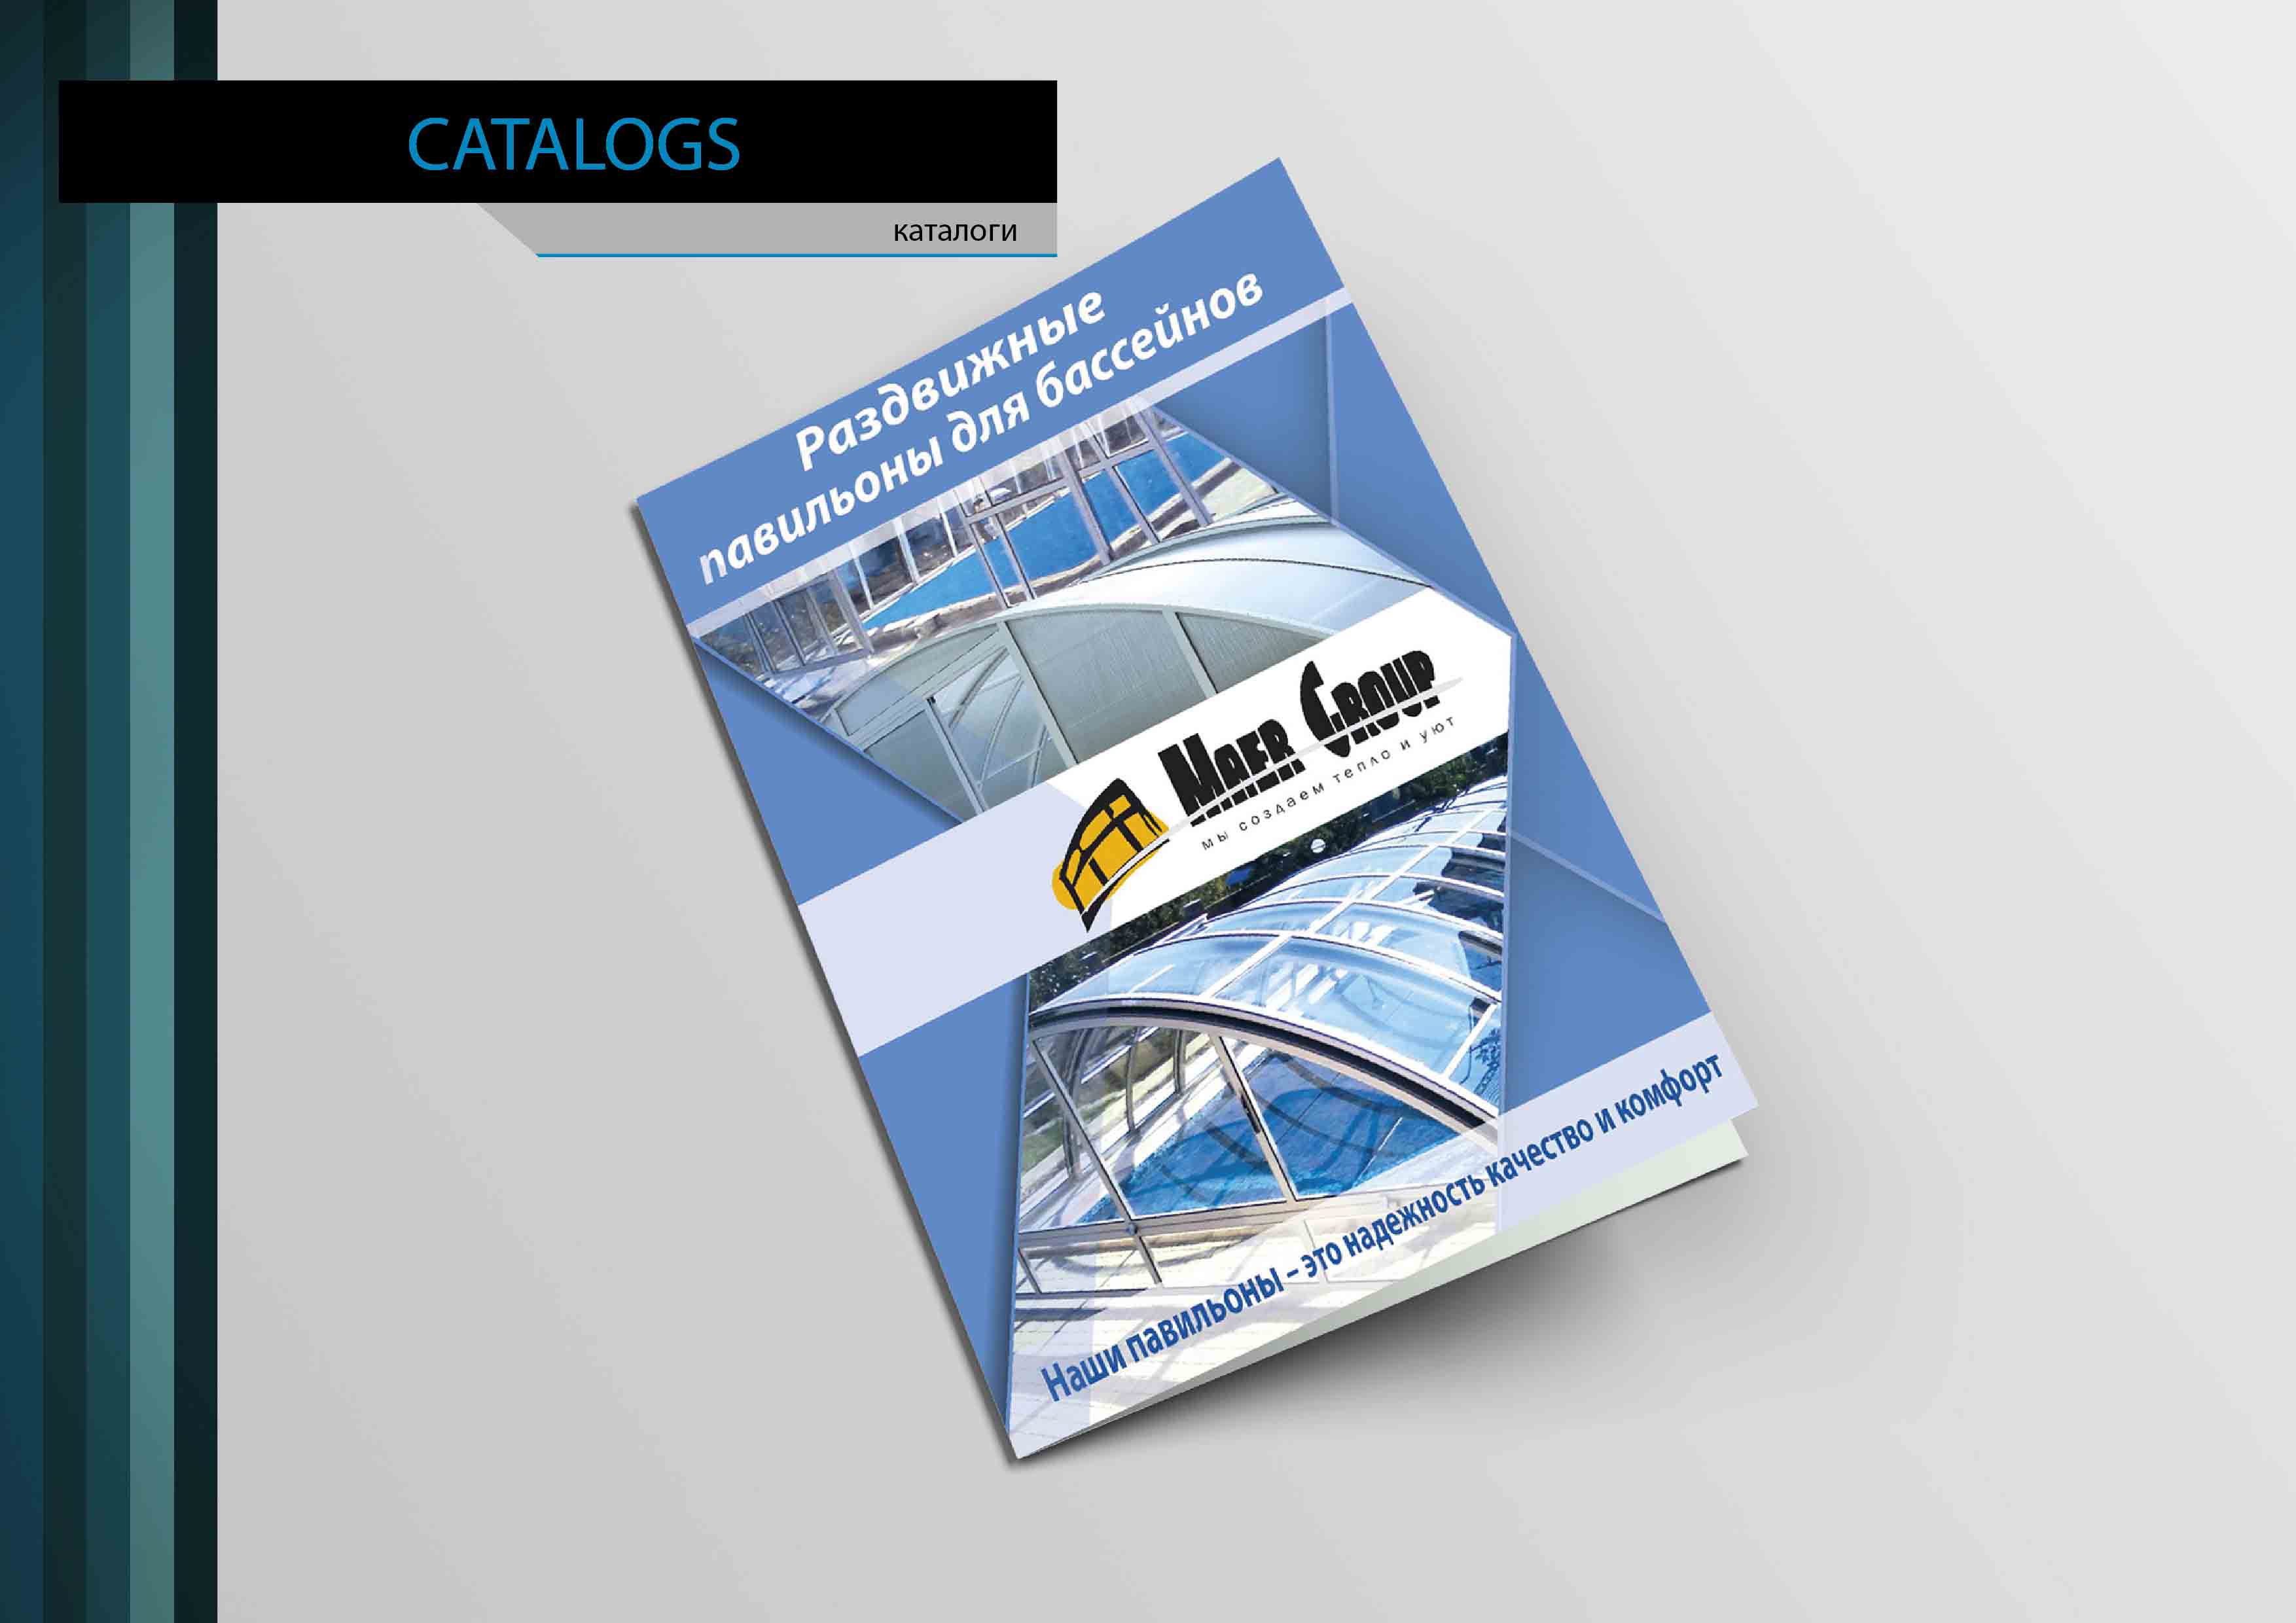 CATALOGS
каталоги
Раздвижные
павильоны для бассейнов
MAER GROUP
мы создаем тепло и уют
Наши павильоны – это надежность качество и комфорт